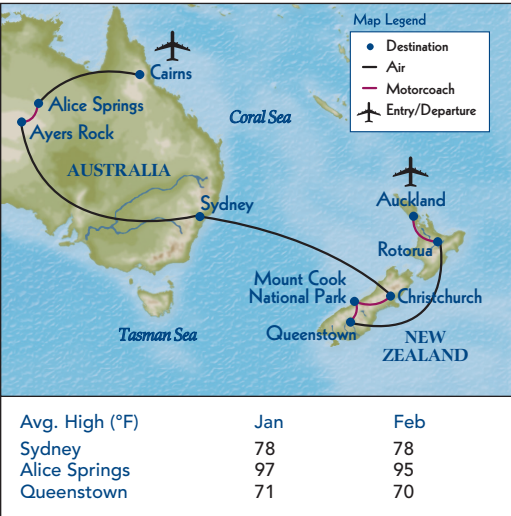 Map Legend
Destination
Air
Motorcoach
Entry/Departure
Cairns
Alice Springs
Coral Sea
Ayers Rock
AUSTRALIA
Sydney
Auckland
Rotorua
Mount Cook
National Park
Christchurch
Tasman Sea
Queenstown
NEW
ZEALAND
Avg. High (°F) Jan Feb
Sydney 78 78
Alice Springs 97 95
Queenstown 71 70